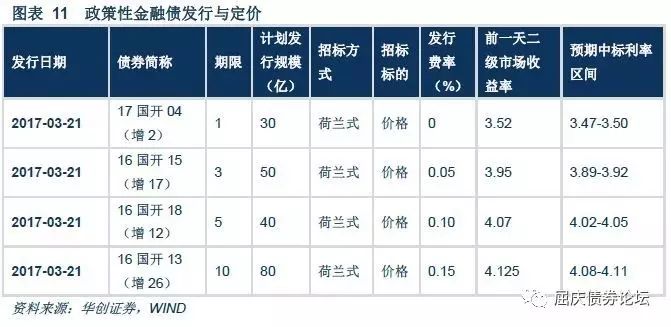 图表 11 政策性金融债发行与定价
发行日期 债券简称 期限 计划发行规模（亿） 招标方式 招标标的 发行费率（%） 前一天二级市场收益率 预期中标利率区间
2017-03-21 17 国开 04（增 2） 1 30 荷兰式 价格 0 3.52 3.47-3.50
2017-03-21 16 国开 15（增 17） 3 50 荷兰式 价格 0.05 3.95 3.89-3.92
2017-03-21 16 国开 18（增 12） 5 40 荷兰式 价格 0.10 4.07 4.02-4.05
2017-03-21 16 国开 13（增 26） 10 80 荷兰式 价格 0.15 4.125 4.08-4.11
资料来源：华创证券，WIND
屈庆债券论坛